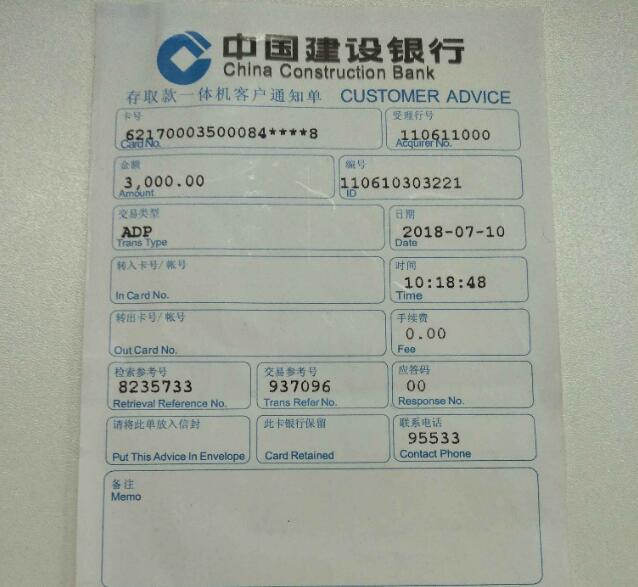 中国建设银行
China Construction Bank
存取款一体机客户通知单 CUSTOMER ADVICE
卡号
62170003500084****8
Card No.
受理行号
110611000
Acquirer No.
金额
3,000.00
Amount
编号
110610303221
ID
交易类型
ADP
Trans Type
日期
2018-07-10
Date
转入卡号/帐号
In Card No.
时间
10:18:48
Time
转出卡号/帐号
Out Card No.
手续费
0.00
Fee
检索参考号
8235733
Retrieval Reference No.
交易参考号
937096
Trans Refer No.
应答码
00
Response No.
请将此单放入信封
Put This Advice In Envelope
此卡银行保留
Card Retained
联系电话
95533
Contact Phone
备注
Memo